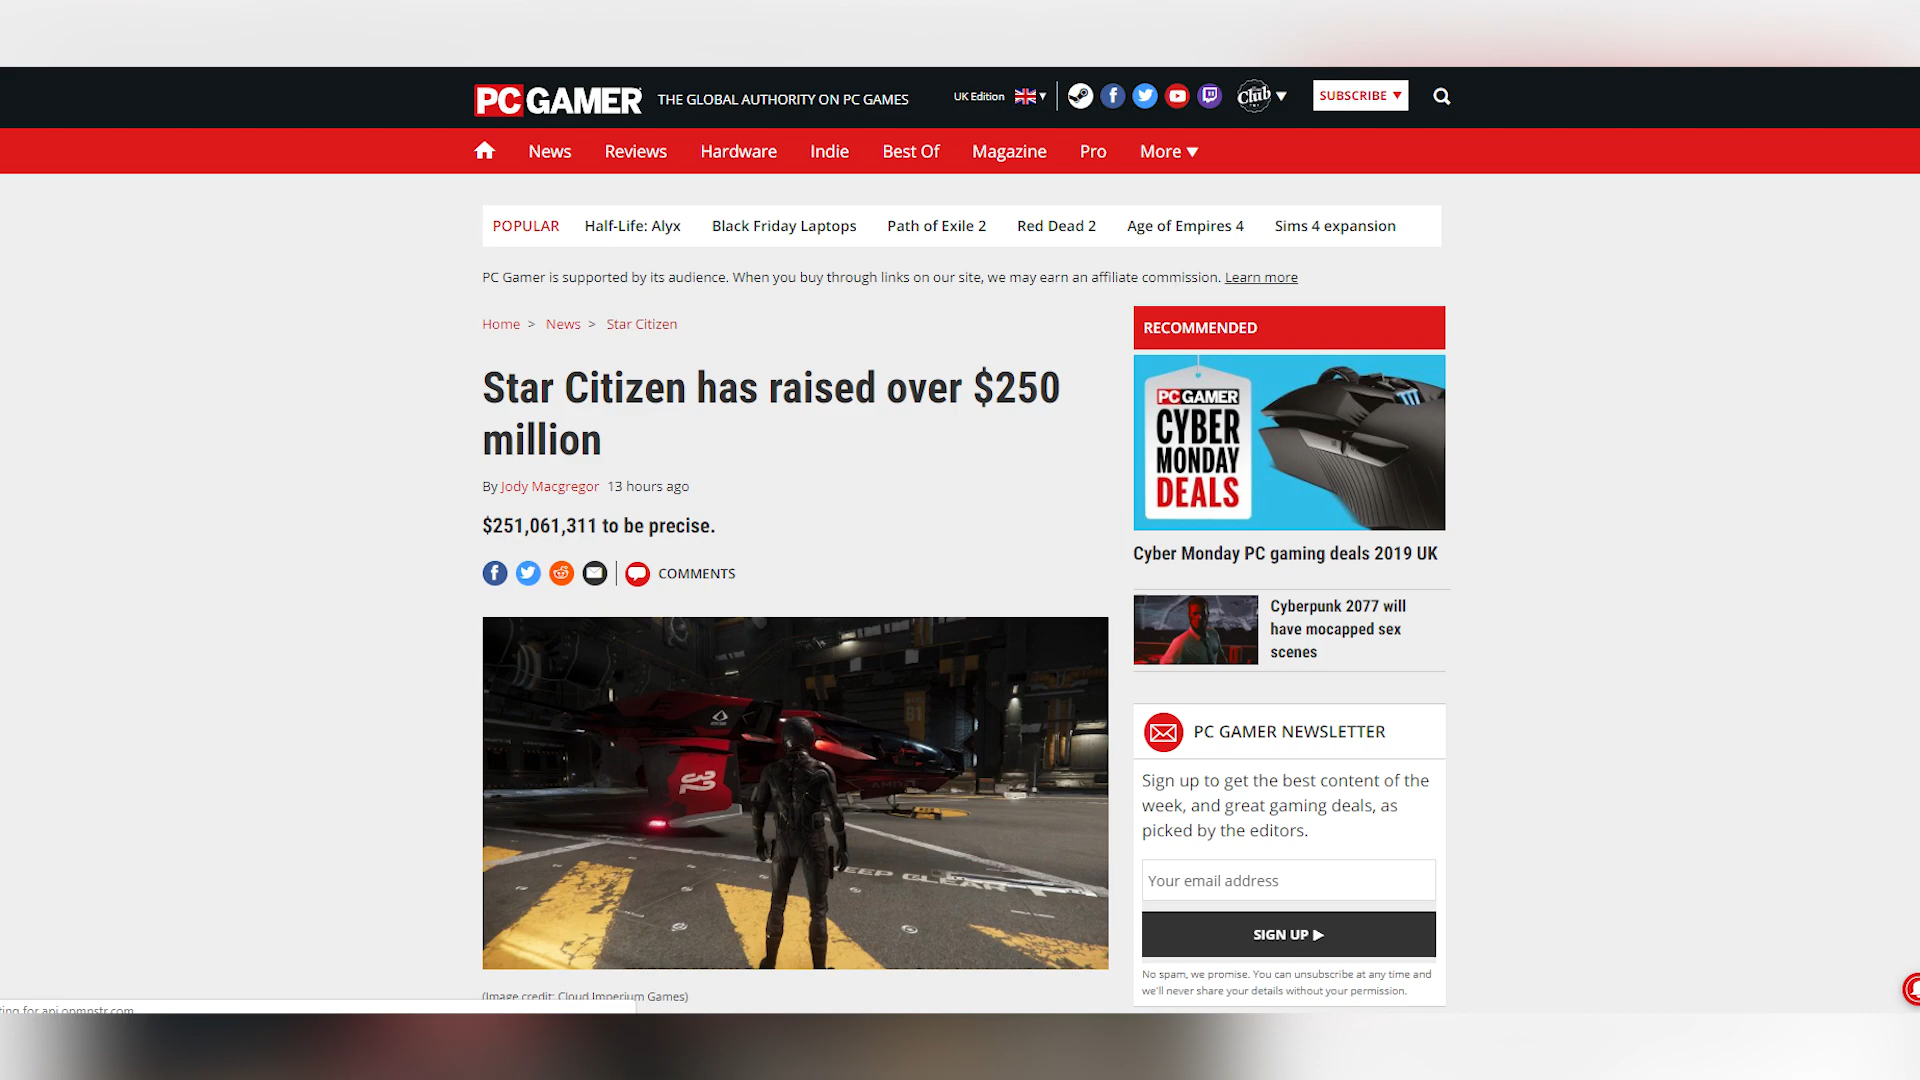 PC GAMER THE GLOBAL AUTHORITY ON PC GAMES UK Edition Club SUBSCRIBE
News Reviews Hardware Indie Best Of Magazine Pro More
POPULAR Half-Life: Alyx Black Friday Laptops Path of Exile 2 Red Dead 2 Age of Empires 4 Sims 4 expansion
PC Gamer is supported by its audience. When you buy through links on our site, we may earn an affiliate commission. Learn more
Home > News > Star Citizen
Star Citizen has raised over $250
million
By Jody Macgregor 13 hours ago
$251,061,311 to be precise.
COMMENTS
KEEP CLEAR
(Image credit: Cloud Imperium Games)
RECOMMENDED
PC GAMER
CYBER
MONDAY
DEALS
Cyber Monday PC gaming deals 2019 UK
Cyberpunk 2077 will
have mocapped sex
scenes
PC GAMER NEWSLETTER
Sign up to get the best content of the
week, and great gaming deals, as
picked by the editors.
Your email address
SIGN UP
No spam, we promise. You can unsubscribe at any time and
we'll never share your details without your permission.
ting for api.opmnstr.com